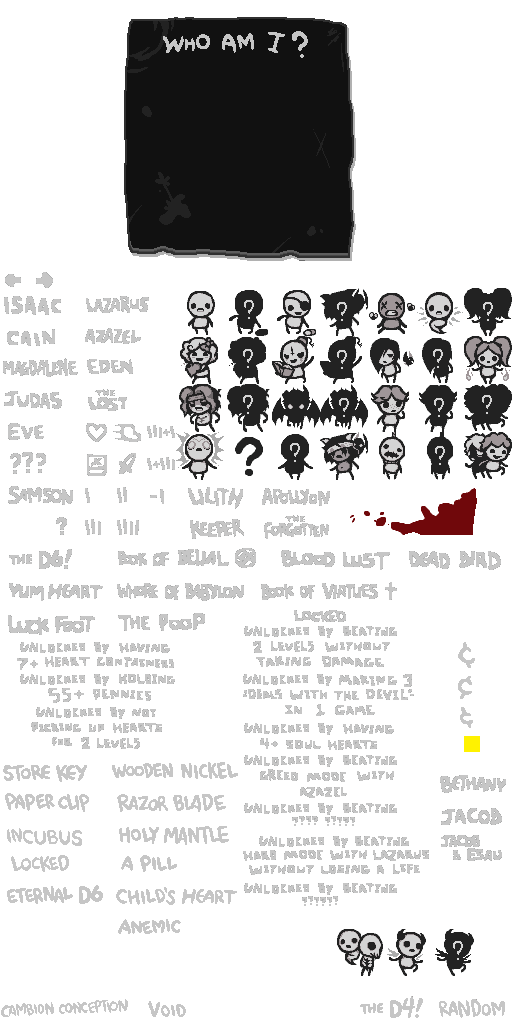 WHO AM I?
ISAAC LAZARUS
CAIN AZAZEL
MAGDALENE EDEN
JUDAS THE LOST
EVE
???
SAMSON I II -I LILITH APOLLYON
? III IIII KEEPER THE FORGOTTEN
THE D6! BOOK OF BELIAL BLOOD LUST DEAD BIRD
YUM HEART WHORE OF BABYLON BOOK OF VIRTUES
LUCK FOOT THE POOP
LOCKED
UNLOCKED BY HAVING
7+ HEART CONTAINERS
UNLOCKED BY HOLDING
55+ PENNIES
UNLOCKED BY NOT
PICKING UP HEARTS
FOR 2 LEVELS
UNLOCKED BY BEATING
2 LEVELS WITHOUT
TAKING DAMAGE
UNLOCKED BY MAKING 3
"DEALS WITH THE DEVIL"
IN 1 GAME
UNLOCKED BY HAVING
4+ SOUL HEARTS
UNLOCKED BY BEATING
GREED MODE WITH
AZAZEL
UNLOCKED BY BEATING
???? ?????
UNLOCKED BY BEATING
HARD MODE WITH LAZARUS
WITHOUT LOSING A LIFE
UNLOCKED BY BEATING
??????
¢
¢
¢
STORE KEY WOODEN NICKEL
PAPER CLIP RAZOR BLADE
INCUBUS HOLY MANTLE
LOCKED A PILL
ETERNAL D6 CHILD'S HEART
ANEMIC
BETHANY
JACOB
JACOB
& ESAU
CAMBION CONCEPTION VOID THE D4! RANDOM